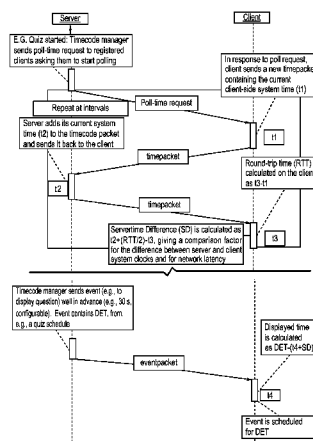 Server
Client
E.G. Quiz started: Timecode manager
sends poll-time request to registered
clients asking them to start polling
In response to poll request,
client sends a new timepacket
containing the current
client-side system time (t1)
Repeat at intervals
Poll-time request
Server adds its current system
time (t2) to the timecode packet
and sends it back to the client
t1
timepacket
Round-trip time (RTT)
calculated on the client
as t3-t1
t2
timepacket
Servertime Difference (SD) is calculated as
t2+(RTT/2)-t3, giving a comparison factor
for the difference between server and client
system clocks and for network latency
t3
Timecode manager sends event (e.g., to
display question) well in advance (e.g., 30 s,
configurable). Event contains DET, from,
e.g., a quiz schedule
Displayed time
is calculated
as DET-(t4+SD)
eventpacket
t4
Event is scheduled
for DET